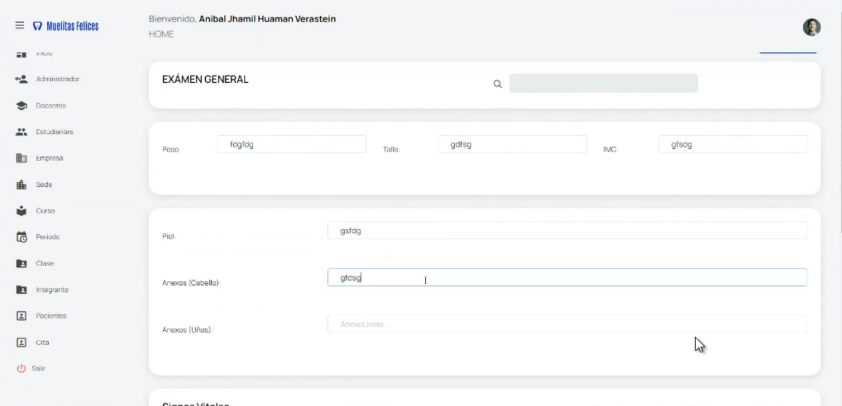 Muelitas Felices
Bienvenido, Anibal Jhamil Huaman Verastein
HOME
Inicio
Administrador
Docentes
Estudiantes
Empresa
Sede
Curso
Periodo
Clase
Integrante
Pacientes
Cita
Salir
EXÁMEN GENERAL
Peso: fdgfdg Talla: gdfsg IMC: gfsdg
Piel: gsfdg
Anexos (Cabello): gfdsg
Anexos (Uñas): AnexoUnias...
Signos Vitales